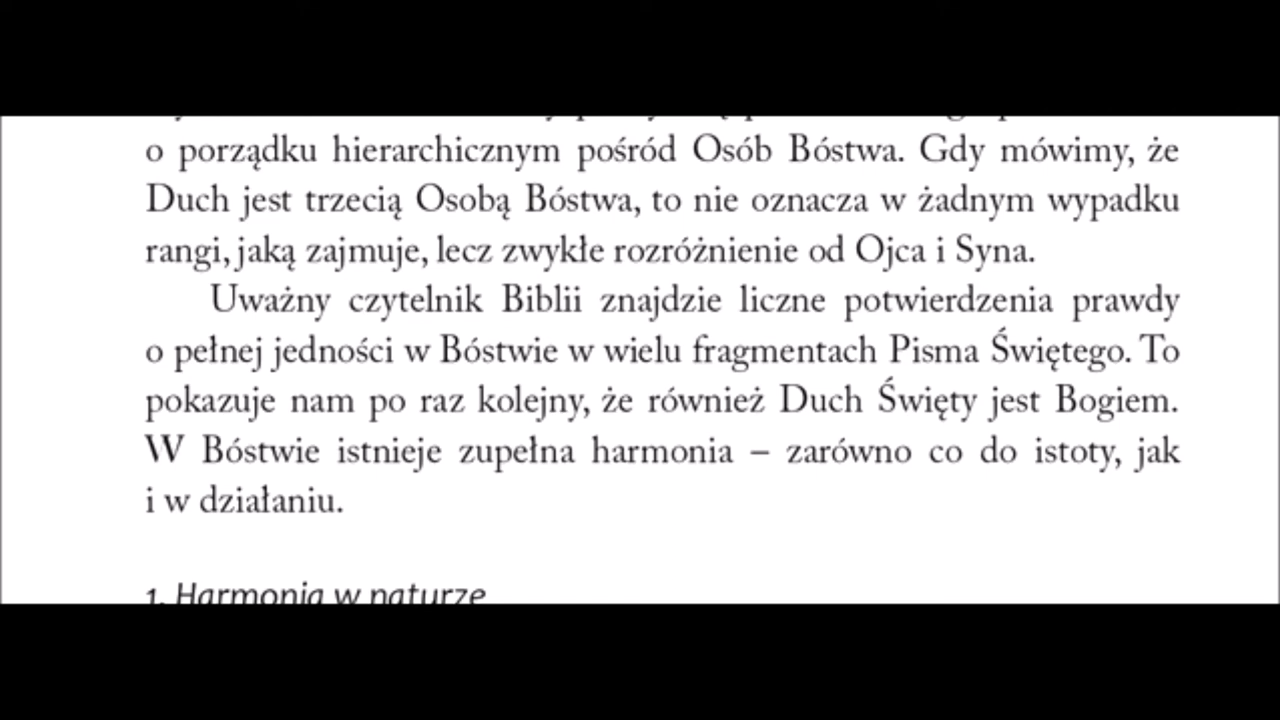 o porządku hierarchicznym pośród Osób Bóstwa. Gdy mówimy, że
Duch jest trzecią Osobą Bóstwa, to nie oznacza w żadnym wypadku
rangi, jaką zajmuje, lecz zwykłe rozróżnienie od Ojca i Syna.
Uważny czytelnik Biblii znajdzie liczne potwierdzenia prawdy
o pełnej jedności w Bóstwie w wielu fragmentach Pisma Świętego. To
pokazuje nam po raz kolejny, że również Duch Święty jest Bogiem.
W Bóstwie istnieje zupełna harmonia – zarówno co do istoty, jak
i w działaniu.
1. Harmonia w naturze